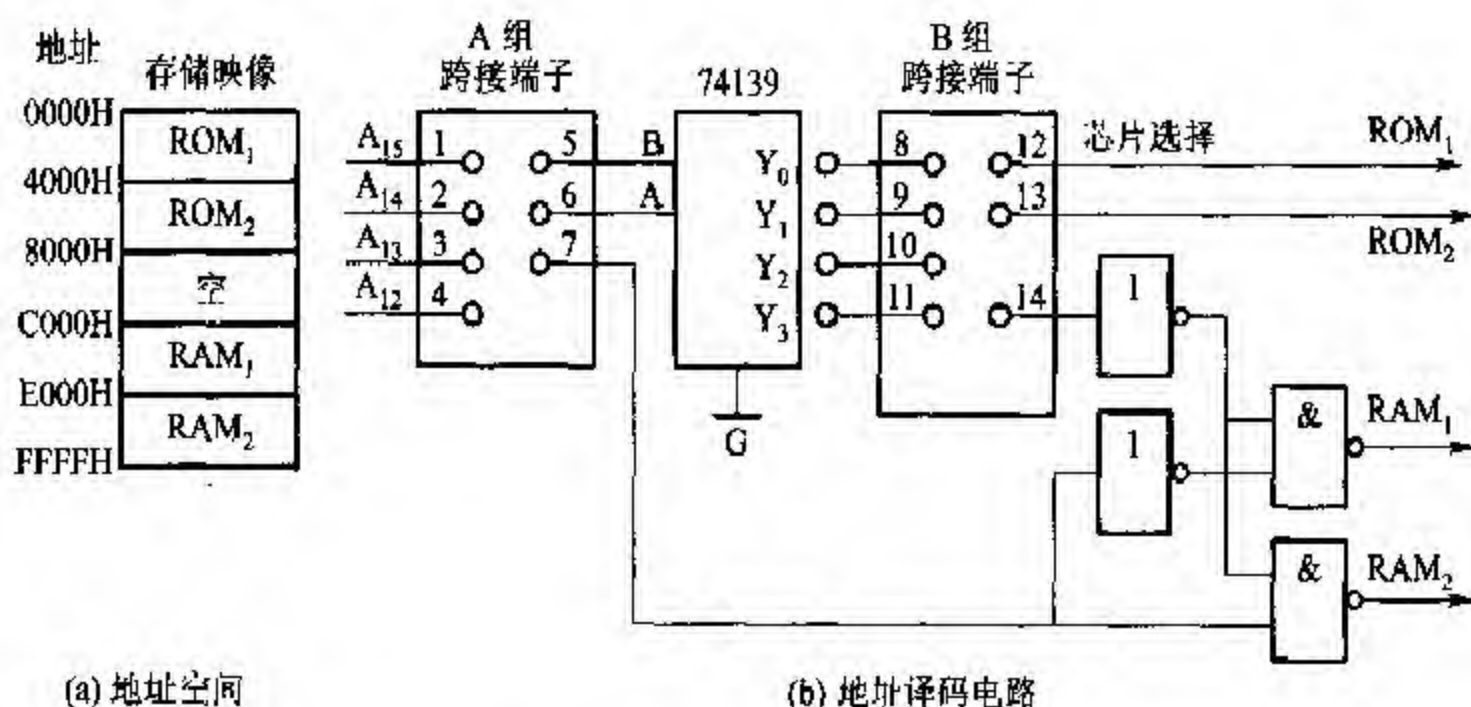 地址
存储映像
0000H
ROM₁
4000H
ROM₂
8000H
空
C000H
RAM₁
E000H
RAM₂
FFFFH
(a) 地址空间
A 组
跨接端子
A₁₅ 1 5 B
A₁₄ 2 6 A
A₁₃ 3 7
A₁₂ 4
74139
Y₀
Y₁
Y₂
Y₃
G
B 组
跨接端子
8 12
9 13
10
11 14
芯片选择
ROM₁
ROM₂
1
1
&
RAM₁
&
RAM₂
(b) 地址译码电路